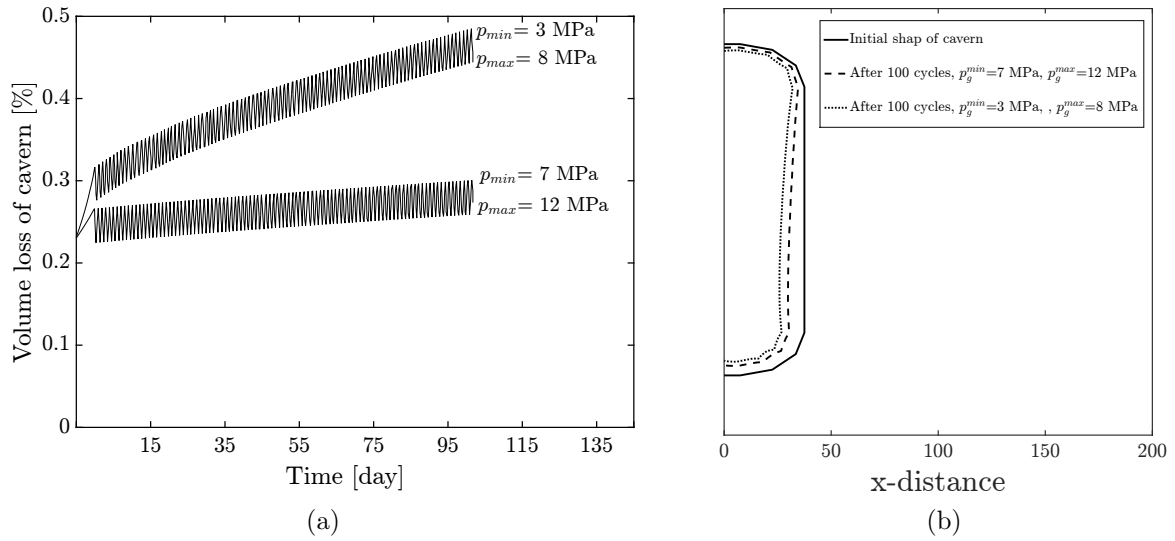 0.5
0.4
0.3
0.2
0.1
0
Volume loss of cavern [%]
p_min= 3 MPa
p_max= 8 MPa
p_min= 7 MPa
p_max= 12 MPa
15 35 55 75 95 115 135
Time [day]
(a)
Initial shap of cavern
After 100 cycles, p_g^min=7 MPa, p_g^max=12 MPa
After 100 cycles, p_g^min=3 MPa, , p_g^max=8 MPa
0 50 100 150 200
x-distance
(b)